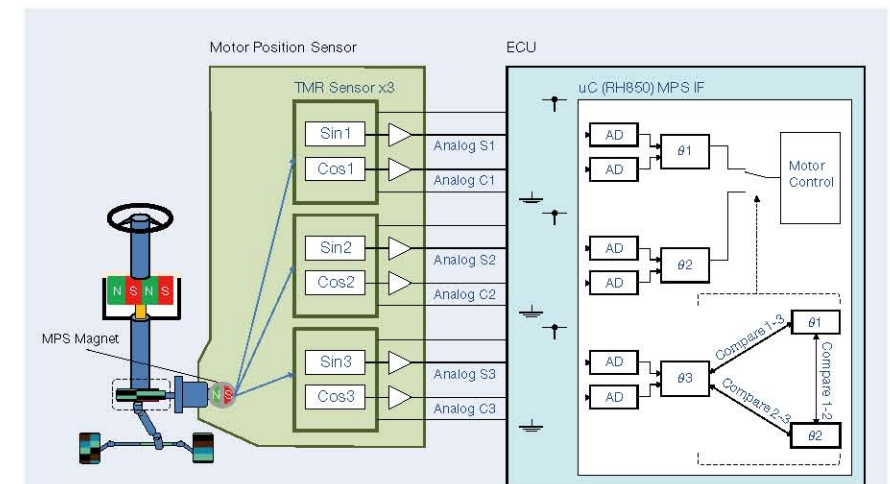 Motor Position Sensor
ECU
TMR Sensor x3
uC (RH850) MPS IF
Sin1
Cos1
Analog S1
Analog C1
AD
AD
θ1
Motor
Control
Sin2
Cos2
Analog S2
Analog C2
AD
AD
θ2
N S N S
MPS Magnet
N S
Sin3
Cos3
Analog S3
Analog C3
AD
AD
θ3
Compare 1-3
θ1
Compare 1-2
Compare 2-3
θ2